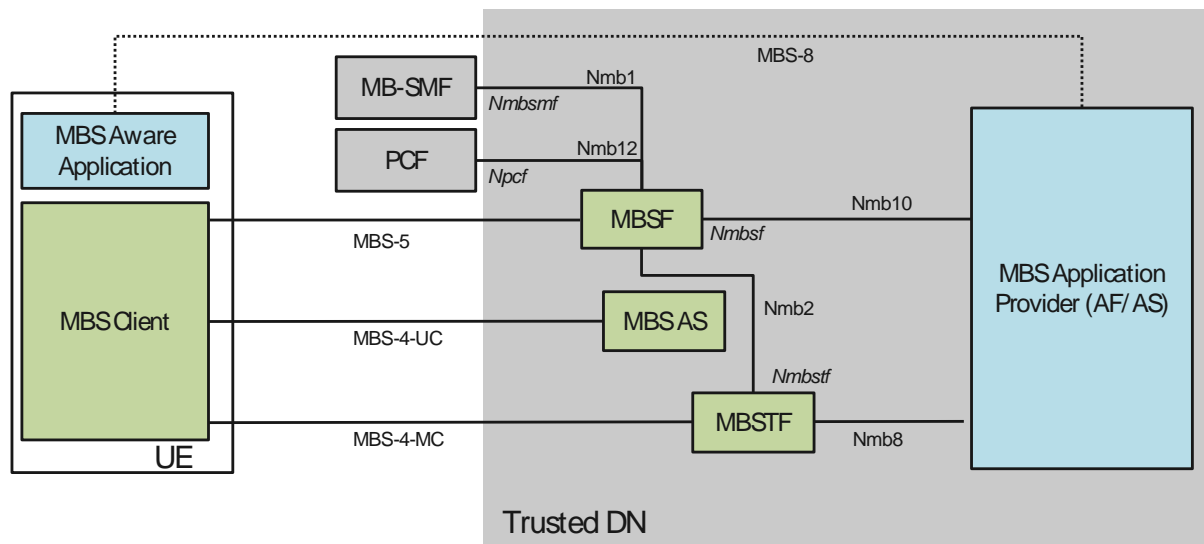 MBS-8
MB-SMF
Nmb1
Nmbsmf
MBS Aware
Application
PCF
Nmb12
Npcf
MBSF
Nmb10
Nmbsf
MBS-5
MBS Application
Provider (AF/AS)
MBS Client
MBS AS
Nmb2
MBS-4-UC
Nmbstf
MBSTF
MBS-4-MC
Nmb8
UE
Trusted DN